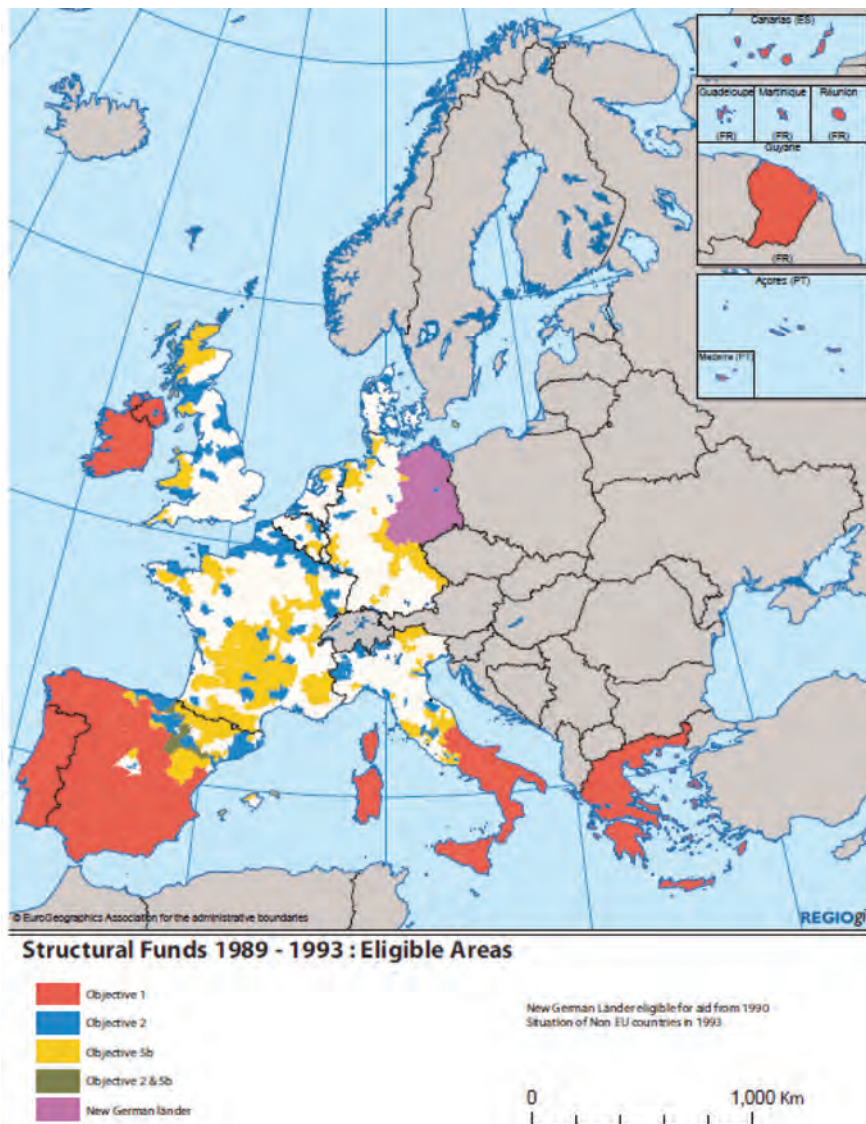 Canarias (ES)
Guadeloupe
Martinique
Réunion
(FR)
(FR)
(FR)
Guyane
(FR)
Açores (PT)
Madeira (PT)
© EuroGeographics Association for the administrative boundaries
REGIOgi
Structural Funds 1989 - 1993 : Eligible Areas
Objective 1
Objective 2
Objective 5b
Objective 2 & 5b
New German länder
New German Länder eligible for aid from 1990
Situation of Non EU countries in 1993
0
1,000 Km